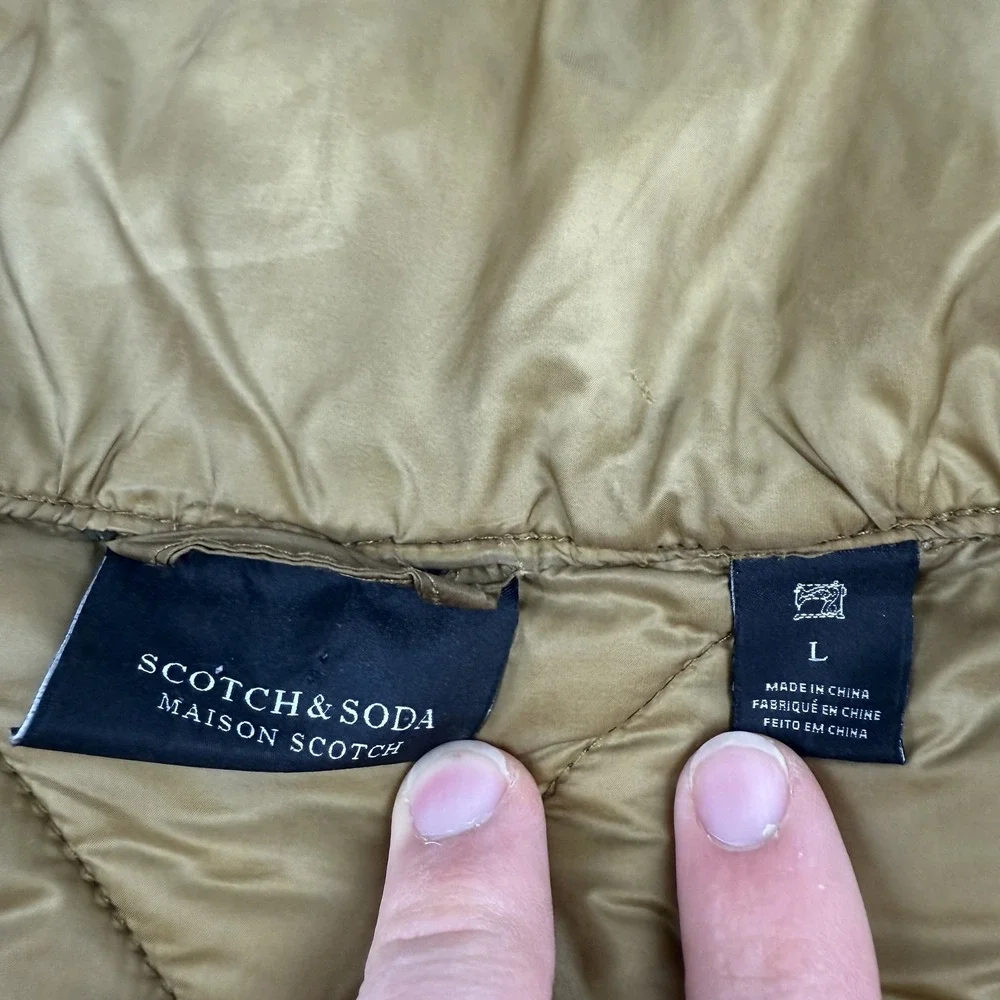 SCOTCH & SODA
MAISON SCOTCH
L
MADE IN CHINA
FABRIQUÉ EN CHINE
FEITO EM CHINA